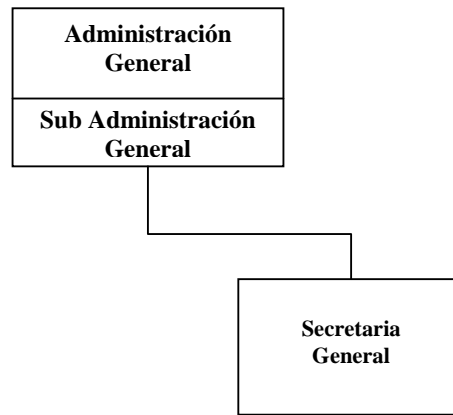 Administración
General
Sub Administración
General
Secretaria
General